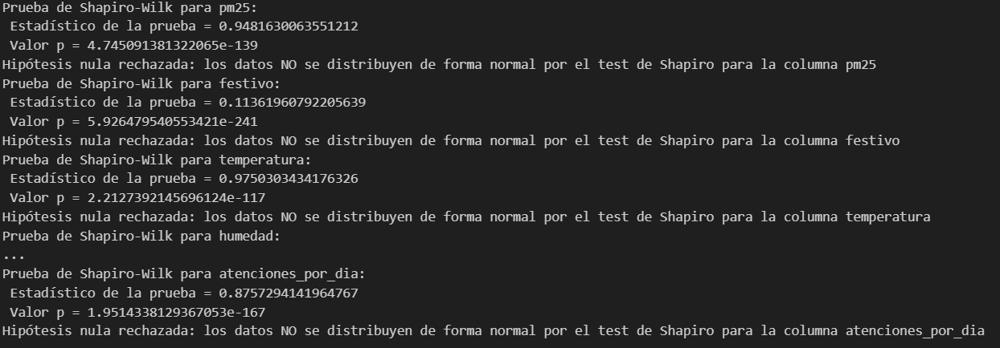 Prueba de Shapiro-Wilk para pm25:
Estadístico de la prueba = 0.9481630063551212
Valor p = 4.745091381322065e-139
Hipótesis nula rechazada: los datos NO se distribuyen de forma normal por el test de Shapiro para la columna pm25
Prueba de Shapiro-Wilk para festivo:
Estadístico de la prueba = 0.11361960792205639
Valor p = 5.926479540553421e-241
Hipótesis nula rechazada: los datos NO se distribuyen de forma normal por el test de Shapiro para la columna festivo
Prueba de Shapiro-Wilk para temperatura:
Estadístico de la prueba = 0.9750303434176326
Valor p = 2.2127392145696124e-117
Hipótesis nula rechazada: los datos NO se distribuyen de forma normal por el test de Shapiro para la columna temperatura
Prueba de Shapiro-Wilk para humedad:
...
Prueba de Shapiro-Wilk para atenciones_por_dia:
Estadístico de la prueba = 0.8757294141964767
Valor p = 1.9514338129367053e-167
Hipótesis nula rechazada: los datos NO se distribuyen de forma normal por el test de Shapiro para la columna atenciones_por_dia